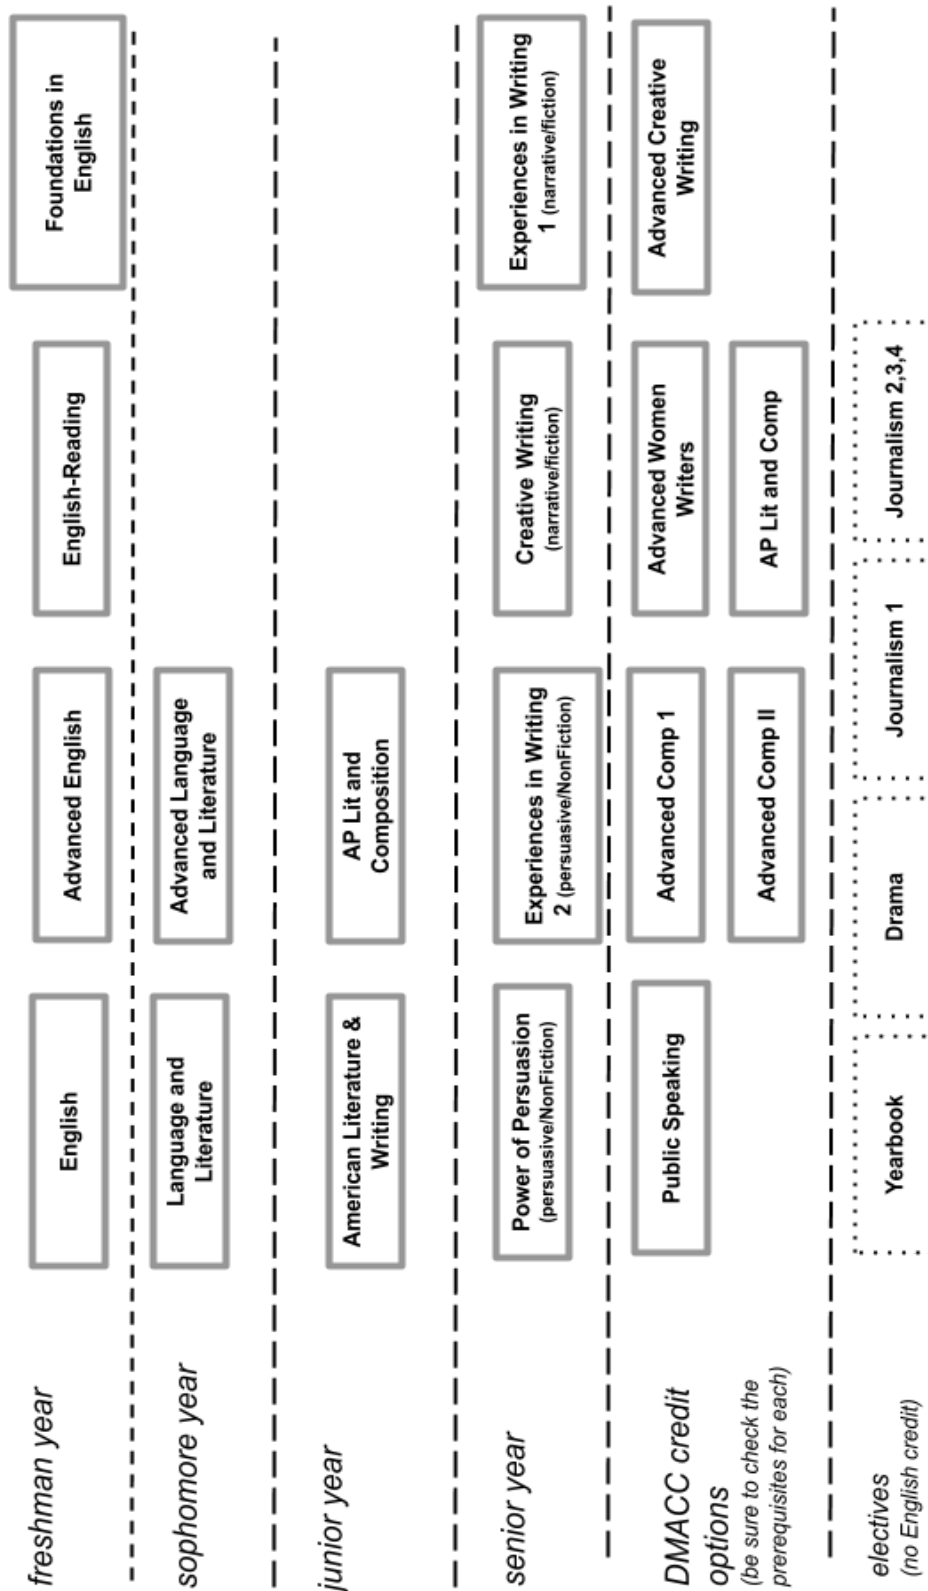 freshman year
English
Advanced English
English-Reading
Foundations in
English
sophomore year
Language and
Literature
Advanced Language
and Literature
junior year
American Literature &
Writing
AP Lit and
Composition
senior year
Power of Persuasion
(persuasive/NonFiction)
Experiences in Writing
2 (persuasive/NonFiction)
Creative Writing
(narrative/fiction)
Experiences in Writing
1 (narrative/fiction)
DMACC credit
options
(be sure to check the
prerequisites for each)
Public Speaking
Advanced Comp 1
Advanced Women
Writers
Advanced Creative
Writing
Advanced Comp II
AP Lit and Comp
electives
(no English credit)
Yearbook
Drama
Journalism 1
Journalism 2,3,4